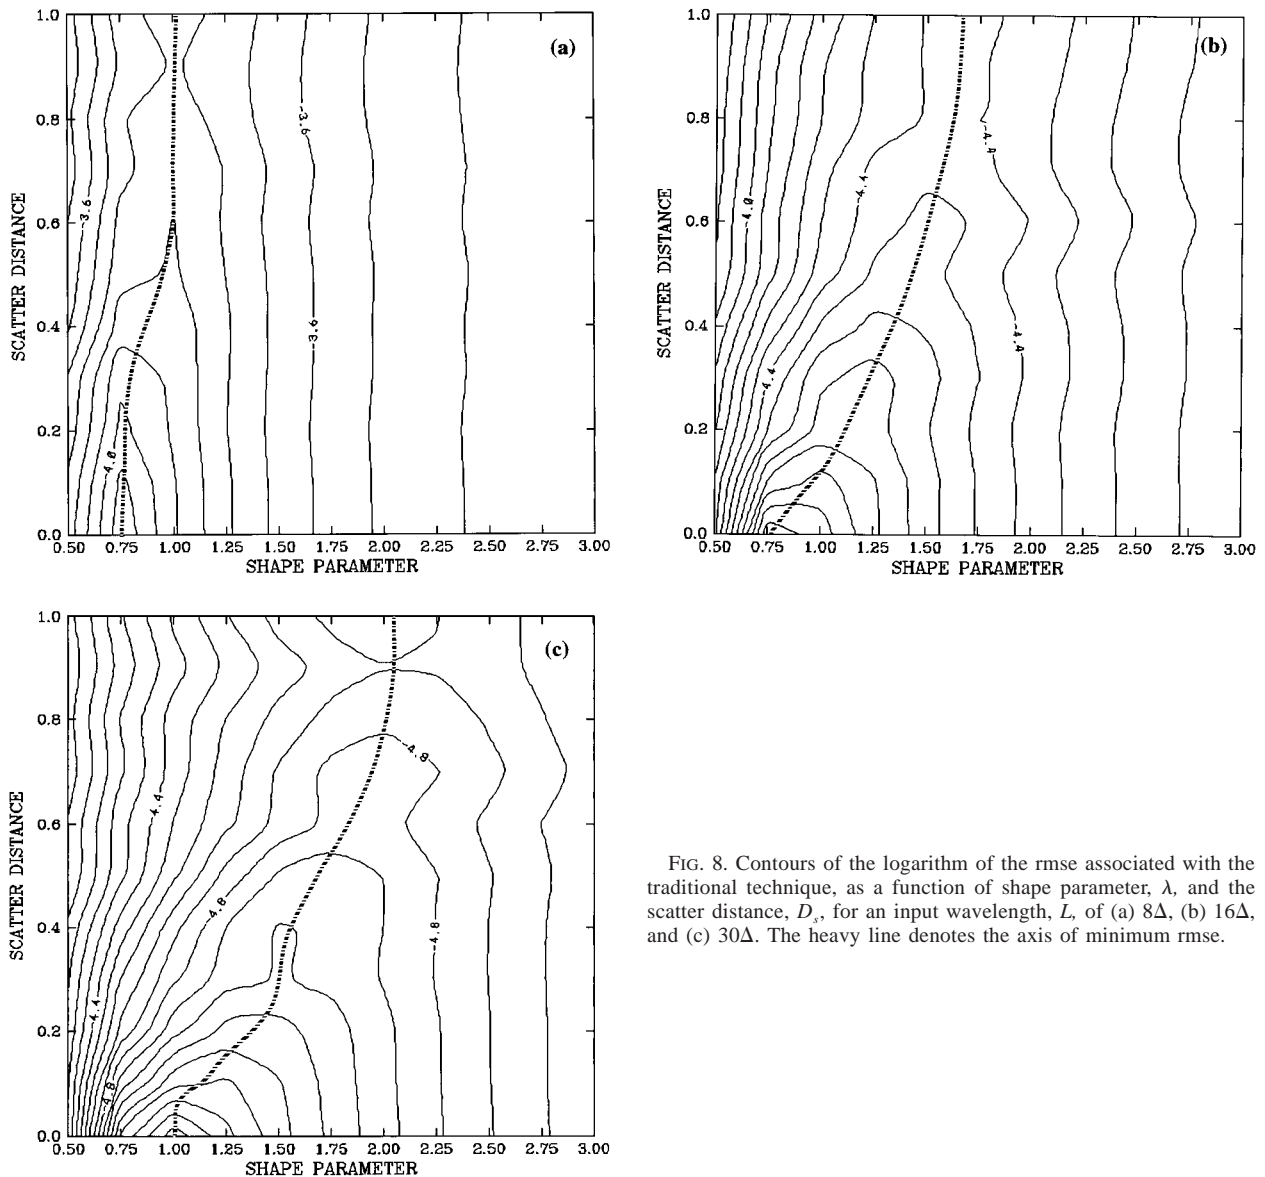 (a)
1.0
0.8
0.6
0.4
0.2
0.0
SCATTER DISTANCE
-3.6
-3.6
-3.6
-4.0
0.50 0.75 1.00 1.25 1.50 1.75 2.00 2.25 2.50 2.75 3.00
SHAPE PARAMETER
(b)
1.0
0.8
0.6
0.4
0.2
0.0
SCATTER DISTANCE
-4.0
-4.4
-4.4
-4.4
-4.4
0.50 0.75 1.00 1.25 1.50 1.75 2.00 2.25 2.50 2.75 3.00
SHAPE PARAMETER
(c)
1.0
0.8
0.6
0.4
0.2
0.0
SCATTER DISTANCE
-4.4
-4.8
-4.8
-4.8
-4.4
-4.8
0.50 0.75 1.00 1.25 1.50 1.75 2.00 2.25 2.50 2.75 3.00
SHAPE PARAMETER
FIG. 8. Contours of the logarithm of the rmse associated with the
traditional technique, as a function of shape parameter, λ, and the
scatter distance, Ds, for an input wavelength, L, of (a) 8Δ, (b) 16Δ,
and (c) 30Δ. The heavy line denotes the axis of minimum rmse.